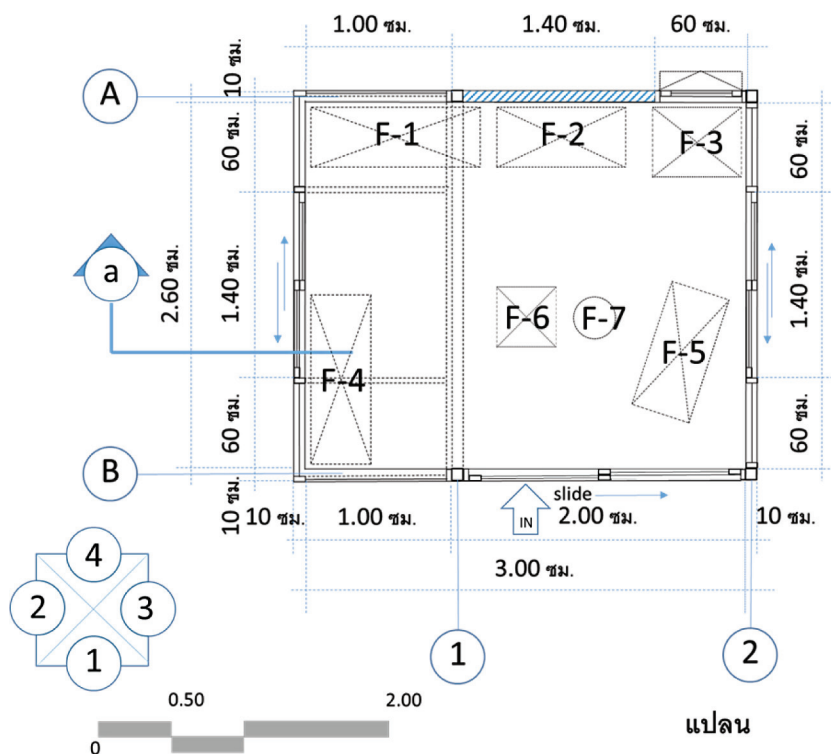 1.00 ซม. 1.40 ซม. 60 ซม.
A
10 ซม.
60 ซม.
F-1 F-2 F-3
60 ซม.
a
2.60 ซม.
1.40 ซม.
1.40 ซม.
F-6 F-7
F-5
F-4
60 ซม.
60 ซม.
B
10 ซม.
slide
10 ซม. 1.00 ซม. IN 2.00 ซม. 10 ซม.
3.00 ซม.
4
2 3
1
1 2
0.50 2.00
0
แปลน